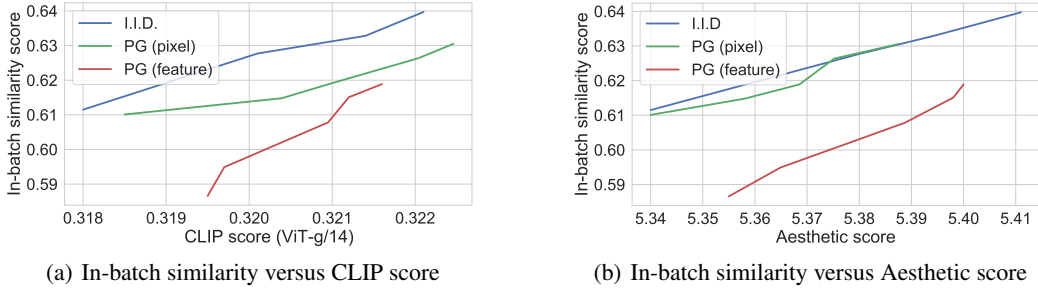 In-batch similarity score
0.64
0.63
0.62
0.61
0.60
0.59
I.I.D.
PG (pixel)
PG (feature)
0.318 0.319 0.320 0.321 0.322
CLIP score (ViT-g/14)
(a) In-batch similarity versus CLIP score
In-batch similarity score
0.64
0.63
0.62
0.61
0.60
0.59
I.I.D.
PG (pixel)
PG (feature)
5.34 5.35 5.36 5.37 5.38 5.39 5.40 5.41
Aesthetic score
(b) In-batch similarity versus Aesthetic score